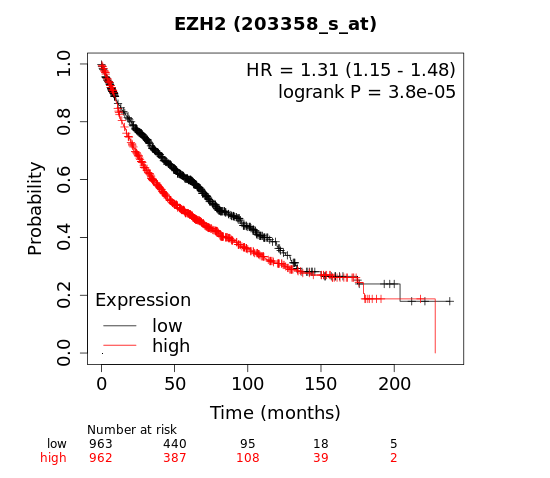 EZH2 (203358_s_at)
HR = 1.31 (1.15 - 1.48)
logrank P = 3.8e-05
Probability
1.0
0.8
0.6
0.4
0.2
0.0
Expression
low
high
0 50 100 150 200
Time (months)
Number at risk
low 963 440 95 18 5
high 962 387 108 39 2